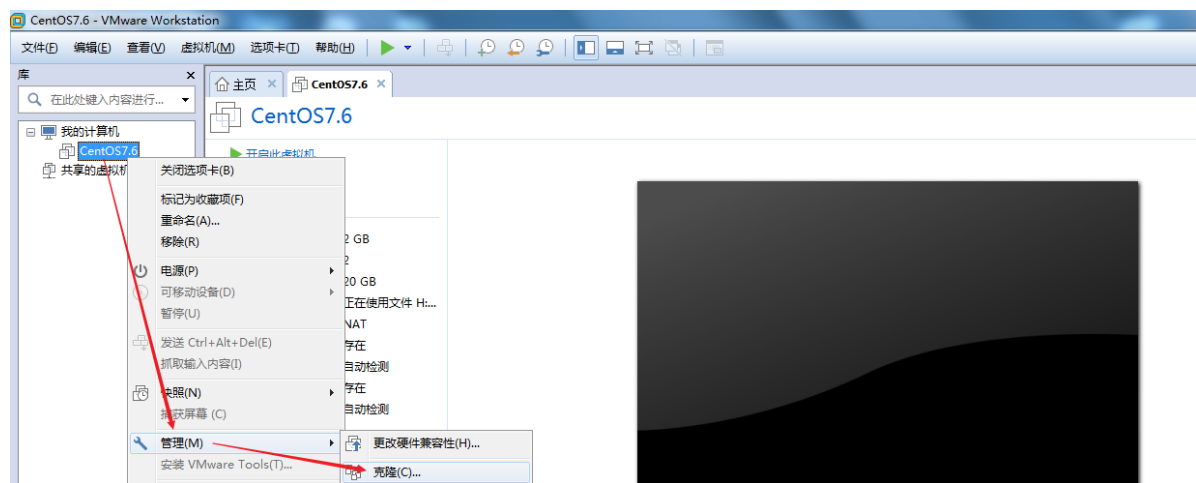 CentOS7.6 - VMware Workstation
文件(F) 编辑(E) 查看(V) 虚拟机(M) 选项卡(T) 帮助(H)
库 ×
在此处键入内容进行...
主页 × CentOS7.6 ×
CentOS7.6
我的计算机
CentOS7.6
共享的虚拟机
开启此虚拟机
关闭选项卡(B)
标记为收藏项(F)
重命名(A)...
移除(R)
2 GB
2
电源(P)
20 GB
可移动设备(D)
正在使用文件 H:...
暂停(U)
NAT
发送 Ctrl+Alt+Del(E)
存在
抓取输入内容(I)
自动检测
快照(N)
存在
捕获屏幕 (C)
自动检测
管理(M)
更改硬件兼容性(H)...
安装 VMware Tools(T)...
克隆(C)...